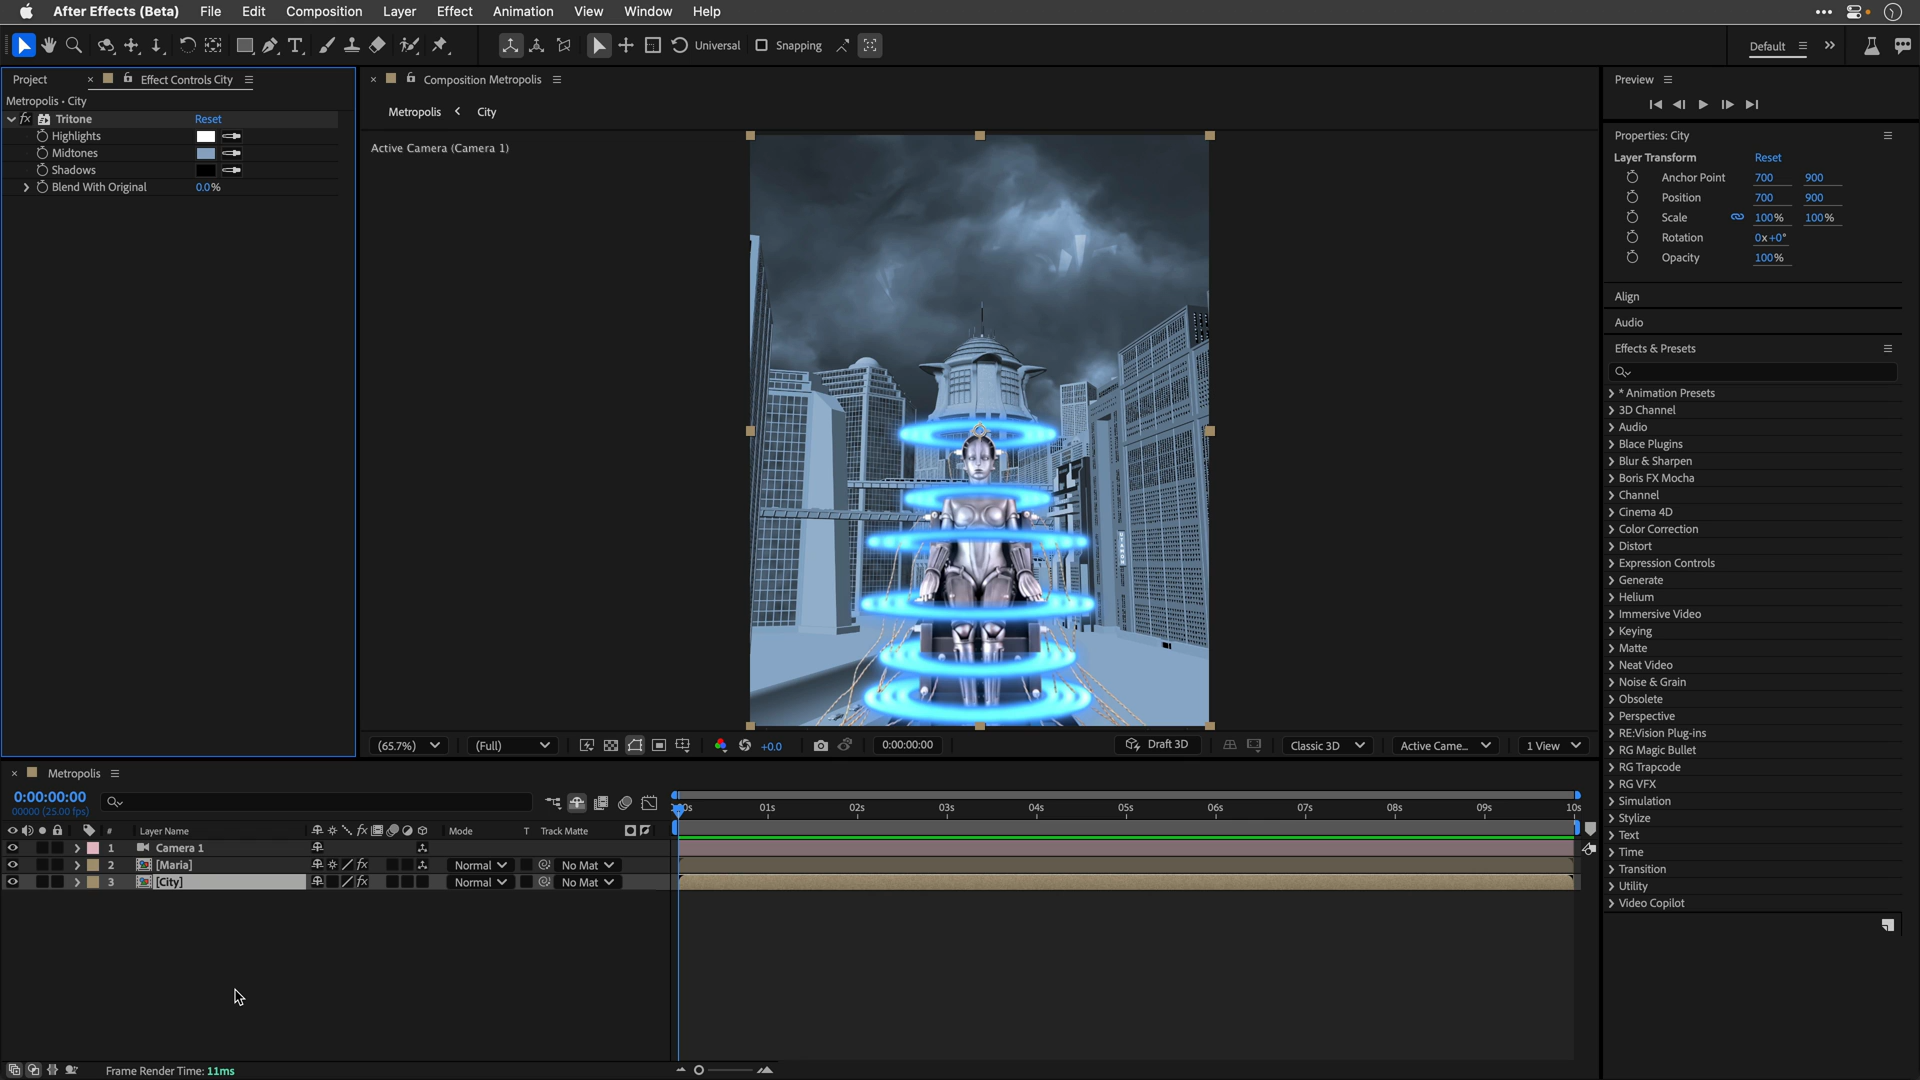 After Effects (Beta) File Edit Composition Layer Effect Animation View Window Help
Universal Snapping Default
Project Effect Controls City
Metropolis • City
fx Tritone Reset
Highlights
Midtones
Shadows
Blend With Original 0.0%
Composition Metropolis
Metropolis City
Active Camera (Camera 1)
(65.7%) (Full) +0.0 0:00:00:00 Draft 3D Classic 3D Active Came... 1 View
Preview
Properties: City
Layer Transform Reset
Anchor Point 700 900
Position 700 900
Scale 100% 100%
Rotation 0x+0°
Opacity 100%
Align
Audio
Effects & Presets
* Animation Presets
3D Channel
Audio
Blace Plugins
Blur & Sharpen
Boris FX Mocha
Channel
Cinema 4D
Color Correction
Distort
Expression Controls
Generate
Helium
Immersive Video
Keying
Matte
Neat Video
Noise & Grain
Obsolete
Perspective
RE:Vision Plug-ins
RG Magic Bullet
RG Trapcode
RG VFX
Simulation
Stylize
Text
Time
Transition
Utility
Video Copilot
Metropolis
0:00:00:00
00000 (25.00 fps)
01s 02s 03s 04s 05s 06s 07s 08s 09s 10s
# Layer Name fx Mode T Track Matte
1 Camera 1
2 [Maria] fx Normal No Mat
3 [City] fx Normal No Mat
Frame Render Time: 11ms